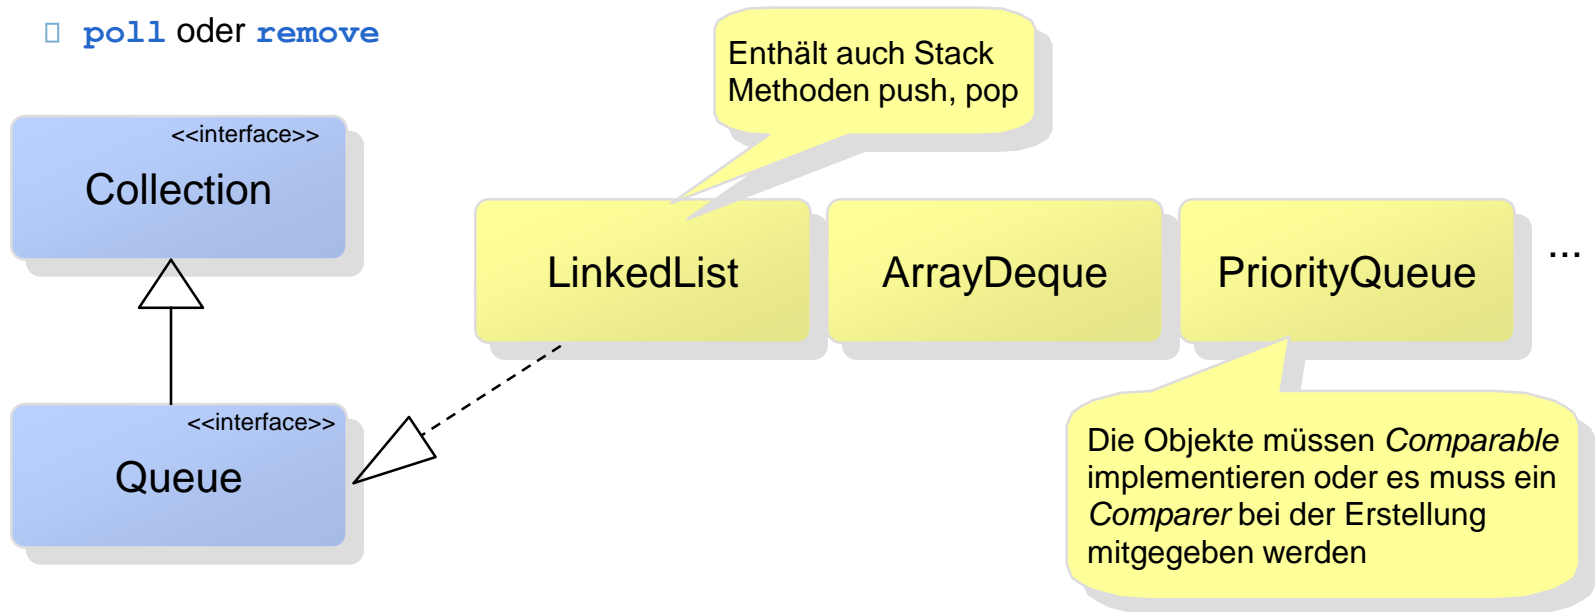 poll oder remove
Enthält auch Stack
Methoden push, pop
<<interface>>
Collection
LinkedList
ArrayDeque
PriorityQueue
...
<<interface>>
Queue
Die Objekte müssen Comparable
implementieren oder es muss ein
Comparer bei der Erstellung
mitgegeben werden